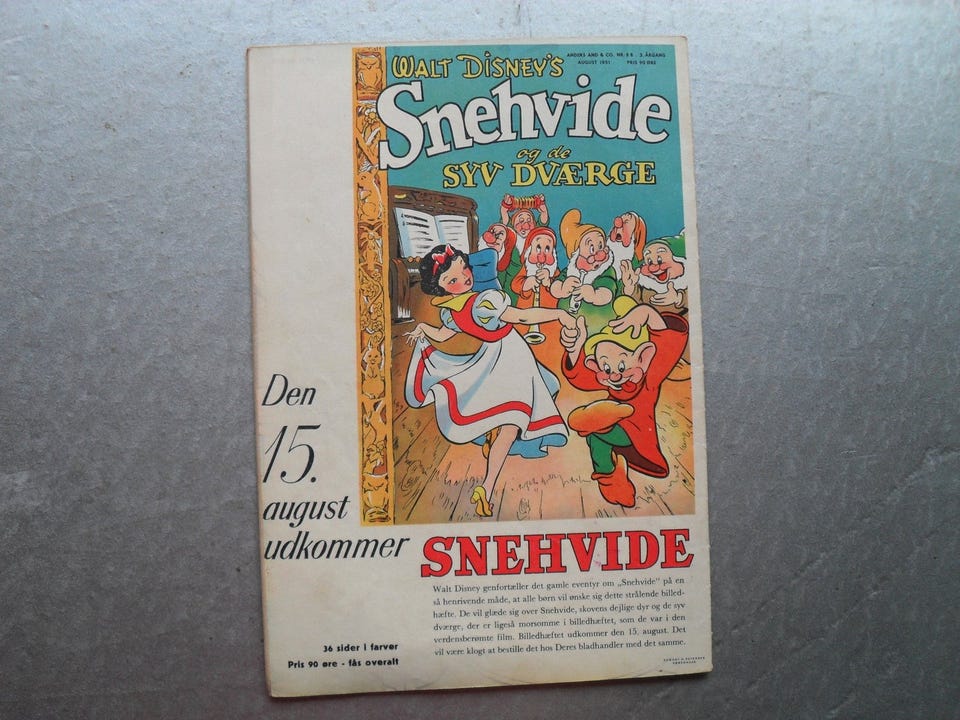 WALT DISNEY'S
ANDERS AND & CO. NR. 8 B - 3. ÅRGANG
AUGUST 1951 PRIS 90 ØRE
Snehvide
og de
SYV DVÆRGE
Den
15.
august
udkommer
SNEHVIDE
Walt Disney genfortæller det gamle eventyr om „Snehvide" på en
så henrivende måde, at alle børn vil ønske sig dette strålende billed-
hæfte. De vil glæde sig over Snehvide, skovens dejlige dyr og de syv
dværge, der er ligeså morsomme i billedhæftet, som de var i den
verdensberømte film. Billedhæftet udkommer den 15. august. Det
vil være klogt at bestille det hos Deres bladhandler med det samme.
36 sider i farver
Pris 90 øre - fås overalt